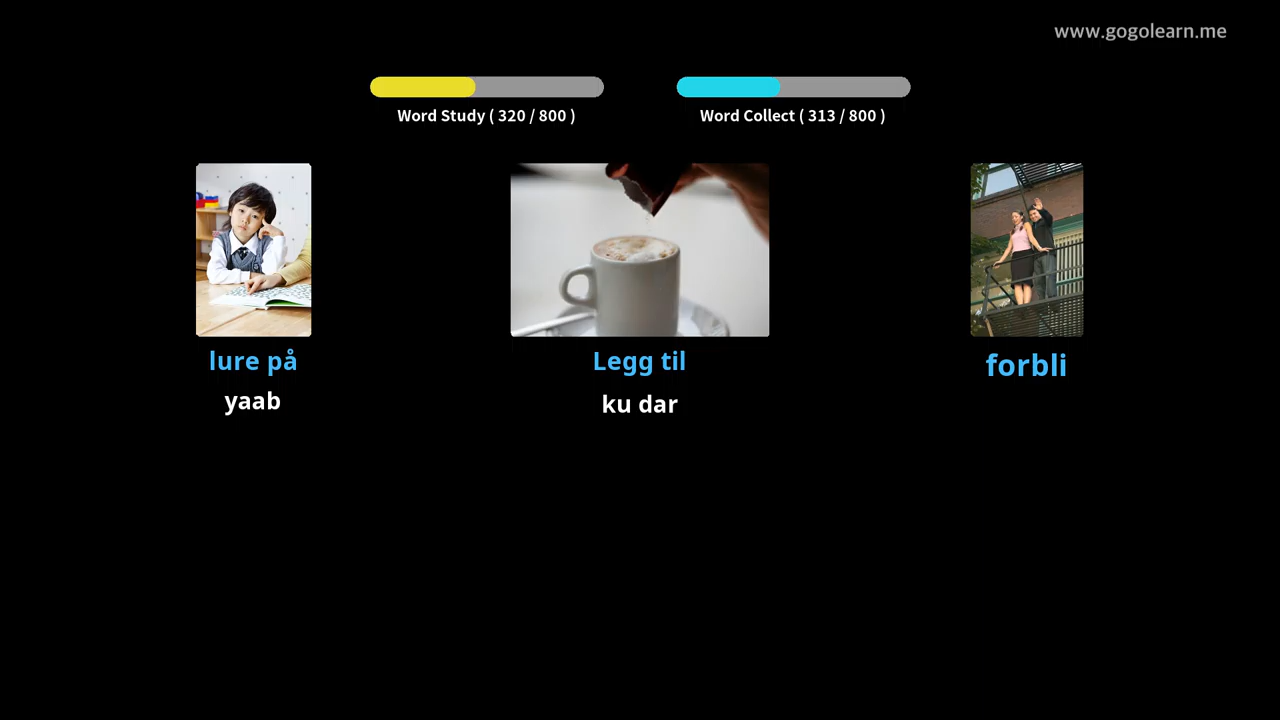 www.gogolearn.me
Word Study ( 320 / 800 )
Word Collect ( 313 / 800 )
lure på
Legg til
forbli
yaab
ku dar